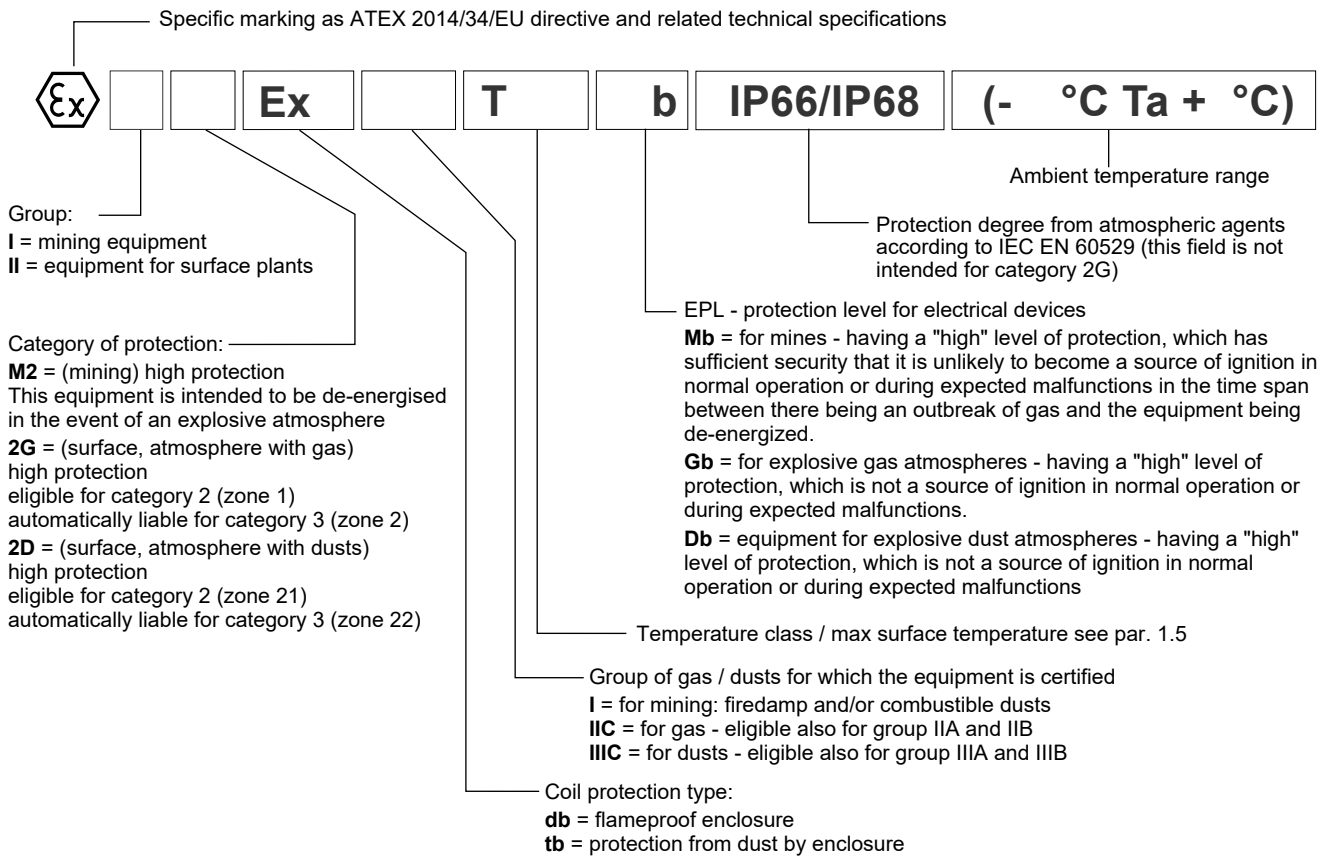 Specific marking as ATEX 2014/34/EU directive and related technical specifications
Ex Ex T b IP66/IP68 (- °C Ta + °C)
Ambient temperature range
Group:
I = mining equipment
II = equipment for surface plants
Protection degree from atmospheric agents
according to IEC EN 60529 (this field is not
intended for category 2G)
EPL - protection level for electrical devices
Mb = for mines - having a "high" level of protection, which has
sufficient security that it is unlikely to become a source of ignition in
normal operation or during expected malfunctions in the time span
between there being an outbreak of gas and the equipment being
de-energized.
Gb = for explosive gas atmospheres - having a "high" level of
protection, which is not a source of ignition in normal operation or
during expected malfunctions.
Db = equipment for explosive dust atmospheres - having a "high"
level of protection, which is not a source of ignition in normal
operation or during expected malfunctions
Category of protection:
M2 = (mining) high protection
This equipment is intended to be de-energised
in the event of an explosive atmosphere
2G = (surface, atmosphere with gas)
high protection
eligible for category 2 (zone 1)
automatically liable for category 3 (zone 2)
2D = (surface, atmosphere with dusts)
high protection
eligible for category 2 (zone 21)
automatically liable for category 3 (zone 22)
Temperature class / max surface temperature see par. 1.5
Group of gas / dusts for which the equipment is certified
I = for mining: firedamp and/or combustible dusts
IIC = for gas - eligible also for group IIA and IIB
IIIC = for dusts - eligible also for group IIIA and IIIB
Coil protection type:
db = flameproof enclosure
tb = protection from dust by enclosure